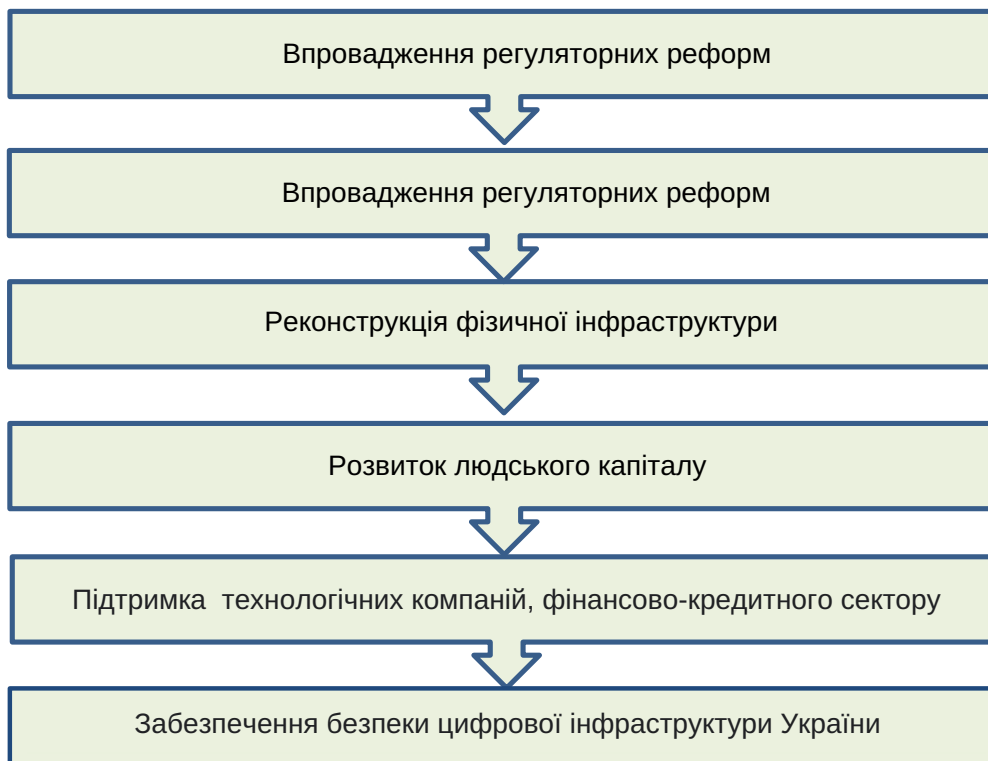 Впровадження регуляторних реформ
Впровадження регуляторних реформ
Реконструкція фізичної інфраструктури
Розвиток людського капіталу
Підтримка технологічних компаній, фінансово-кредитного сектору
Забезпечення безпеки цифрової інфраструктури України